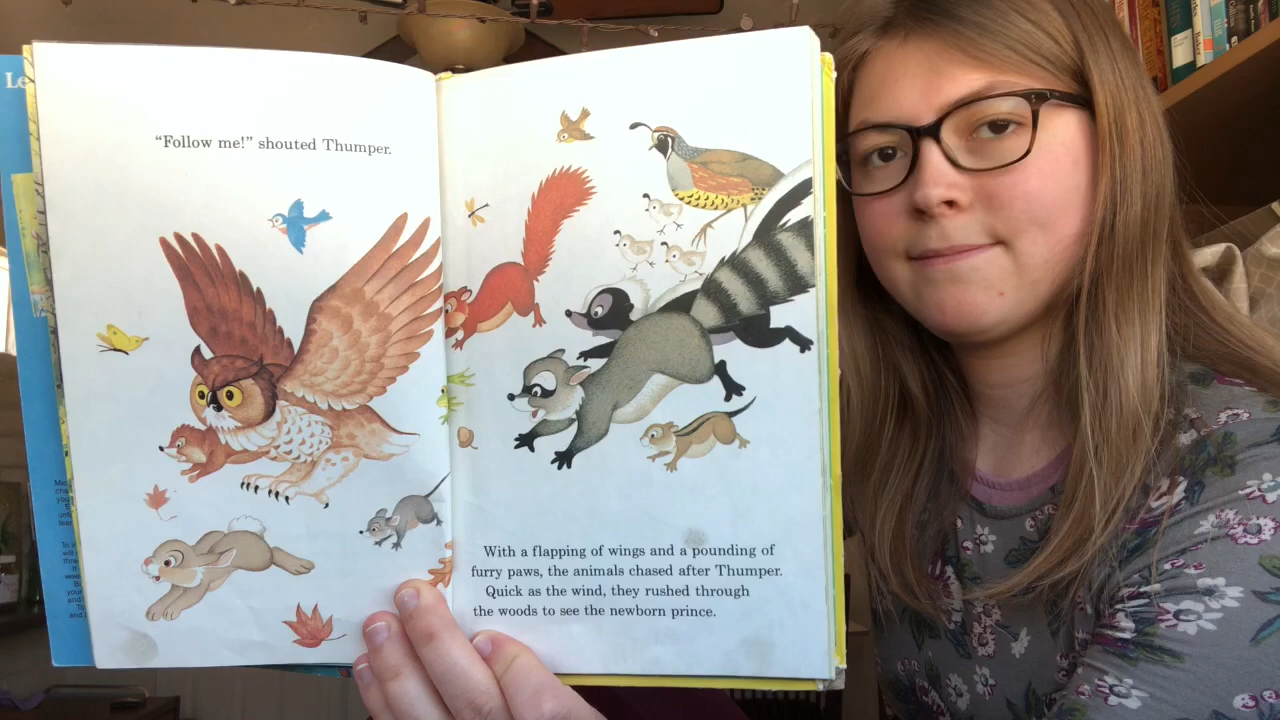 “Follow me!” shouted Thumper.
With a flapping of wings and a pounding of
furry paws, the animals chased after Thumper.
Quick as the wind, they rushed through
the woods to see the newborn prince.
Le